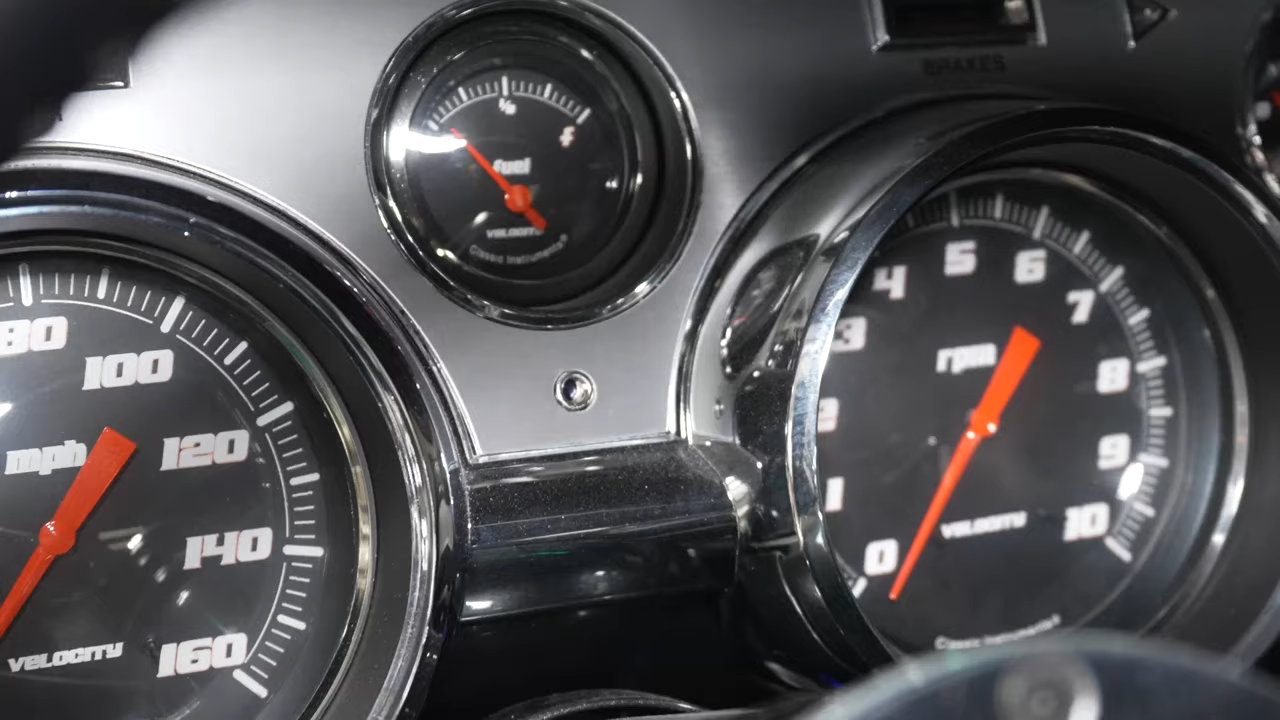 BRAKES
1/2
f
fuel
VELOCITY
Classic Instruments®
80
100
mph
120
140
160
VELOCITY
0
1
2
3
4
5
6
7
8
9
10
rpm
VELOCITY
Classic Instruments